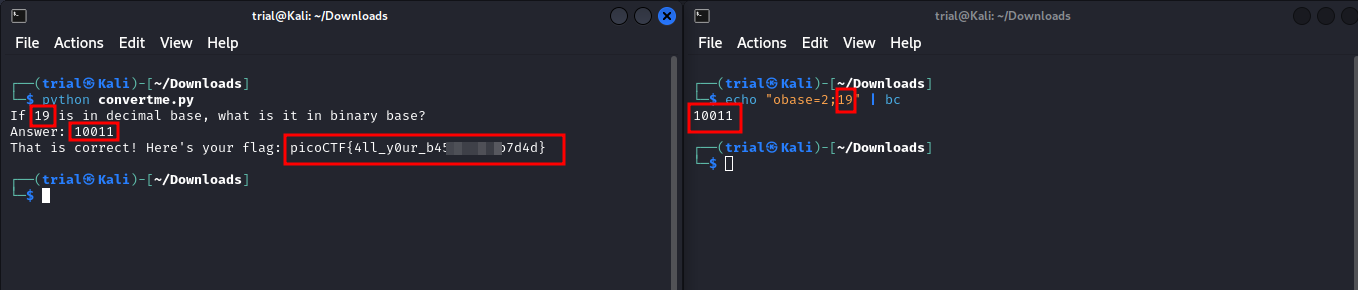 trial@Kali: ~/Downloads
File Actions Edit View Help
┌──(trial㉿Kali)-[~/Downloads]
└─$ python convertme.py
If 19 is in decimal base, what is it in binary base?
Answer: 10011
That is correct! Here's your flag: picoCTF{4ll_y0ur_b45 b7d4d}
┌──(trial㉿Kali)-[~/Downloads]
└─$
trial@Kali: ~/Downloads
File Actions Edit View Help
┌──(trial㉿Kali)-[~/Downloads]
└─$ echo "obase=2;19" | bc
10011
┌──(trial㉿Kali)-[~/Downloads]
└─$